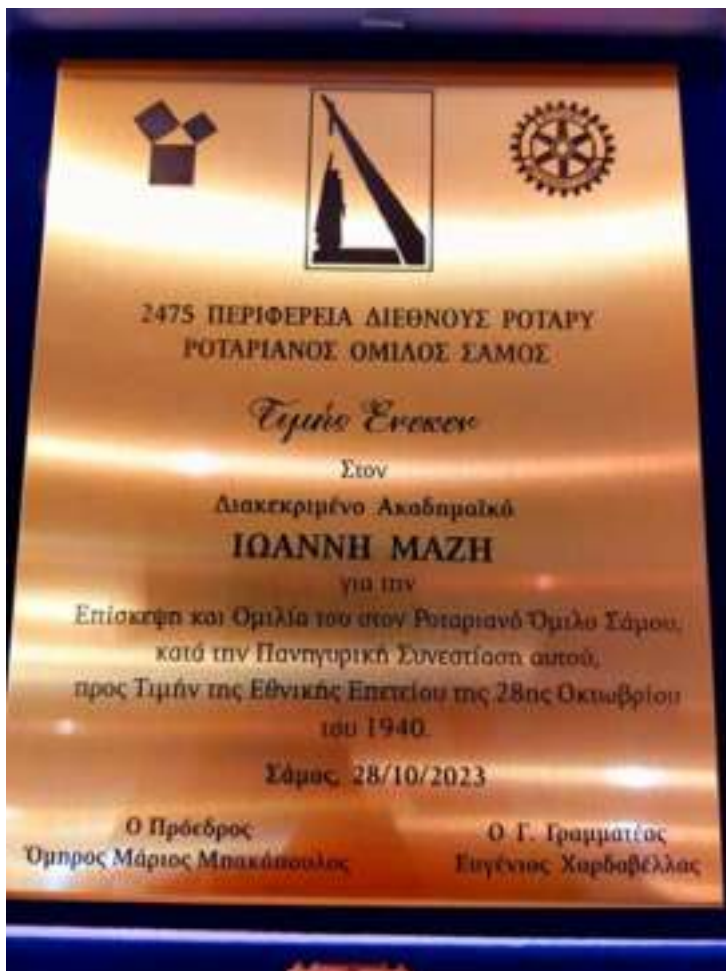 2475 ΠΕΡΙΦΕΡΕΙΑ ΔΙΕΘΝΟΥΣ ΡΟΤΑΡΥ
ΡΟΤΑΡΙΑΝΟΣ ΟΜΙΛΟΣ ΣΑΜΟΣ
Τιμής Ένεκεν
Στον
Διακεκριμένο Ακαδημαϊκό
ΙΩΑΝΝΗ ΜΑΖΗ
για την
Επίσκεψη και Ομιλία του στον Ροταριανό Όμιλο Σάμου,
κατά την Πανηγυρική Συνεστίαση αυτού,
προς Τιμήν της Εθνικής Επετείου της 28ης Οκτωβρίου
του 1940.
Σάμος, 28/10/2023
Ο Πρόεδρος
Όμηρος Μάριος Μπακόπουλος
Ο Γ. Γραμματέας
Ευγένιος Χαρδαβέλλας